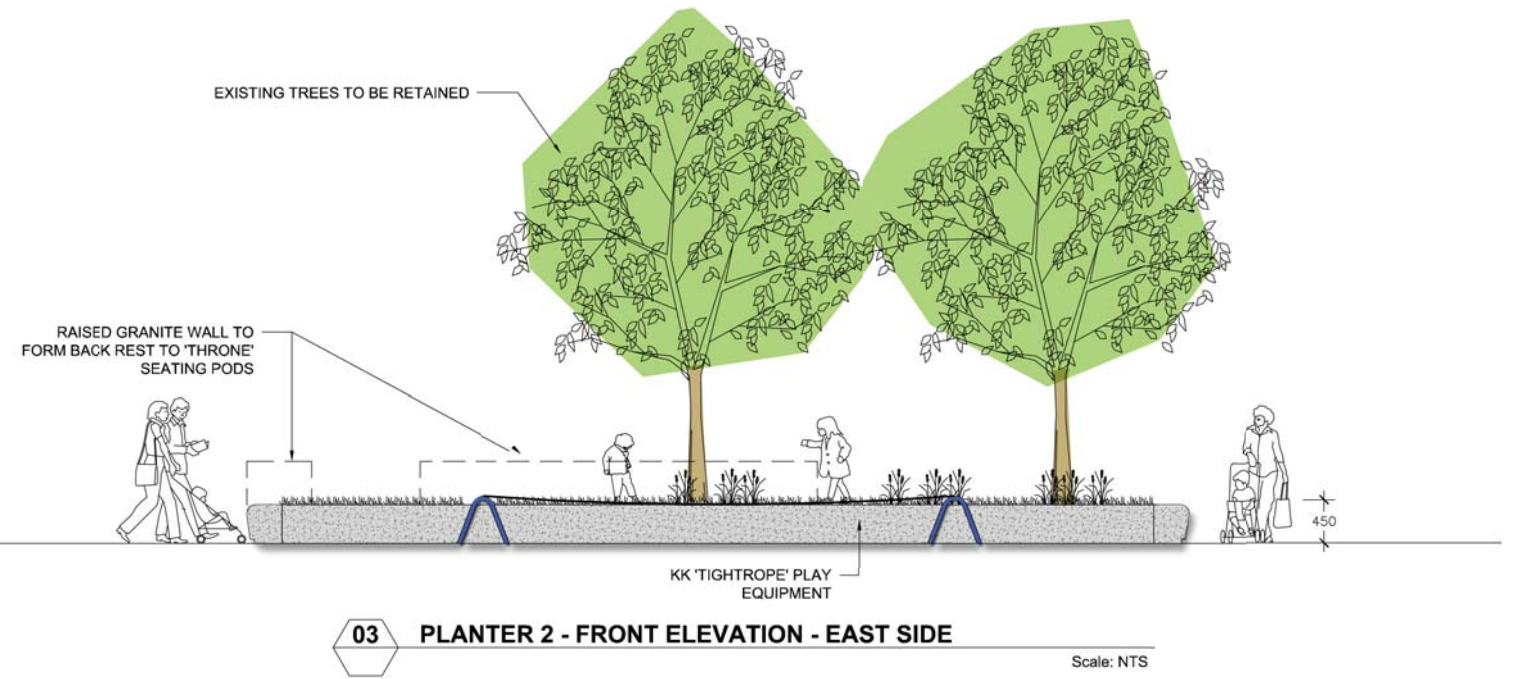 EXISTING TREES TO BE RETAINED
RAISED GRANITE WALL TO
FORM BACK REST TO 'THRONE'
SEATING PODS
450
KK 'TIGHTROPE' PLAY
EQUIPMENT
03 PLANTER 2 - FRONT ELEVATION - EAST SIDE
Scale: NTS